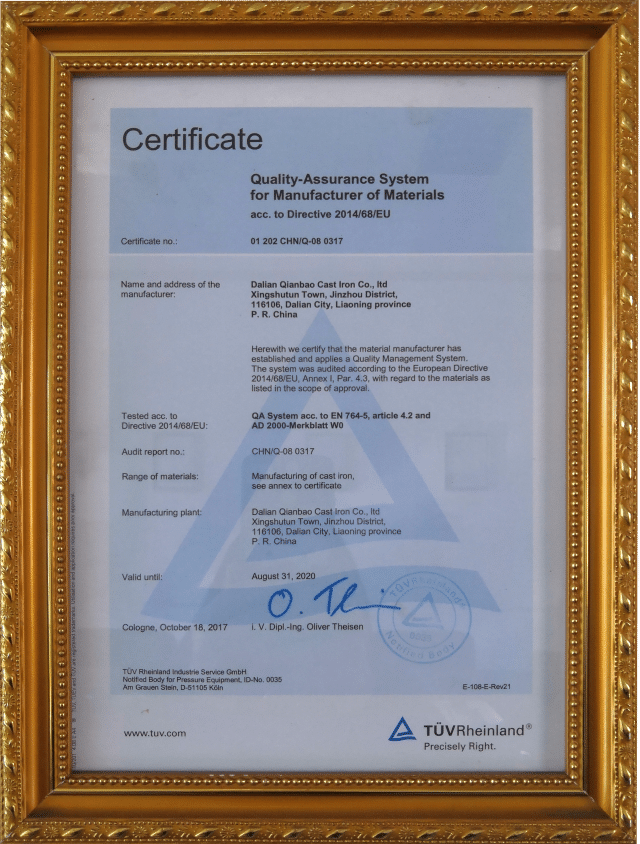 Certificate
Quality-Assurance System
for Manufacturer of Materials
acc. to Directive 2014/68/EU
Certificate no.: 01 202 CHN/Q-08 0317
Name and address of the manufacturer: Dalian Qianbao Cast Iron Co., ltd
Xingshutun Town, Jinzhou District,
116106, Dalian City, Liaoning province
P. R. China
Herewith we certify that the material manufacturer has
established and applies a Quality Management System.
The system was audited according to the European Directive
2014/68/EU, Annex I, Par. 4.3, with regard to the materials as
listed in the scope of approval.
Tested acc. to QA System acc. to EN 764-5, article 4.2 and
Directive 2014/68/EU: AD 2000-Merkblatt W0
Audit report no.: CHN/Q-08 0317
Range of materials: Manufacturing of cast iron,
see annex to certificate
Manufacturing plant: Dalian Qianbao Cast Iron Co., ltd
Xingshutun Town, Jinzhou District,
116106, Dalian City, Liaoning province
P. R. China
Valid until: August 31, 2020
Cologne, October 18, 2017 i. V. Dipl.-Ing. Oliver Theisen
TÜVRheinland
0035
Notified Body
TÜV Rheinland Industrie Service GmbH
Notified Body for Pressure Equipment, ID-No. 0035
Am Grauen Stein, D-51105 Köln
E-108-E-Rev21
www.tuv.com
TÜVRheinland®
Precisely Right.